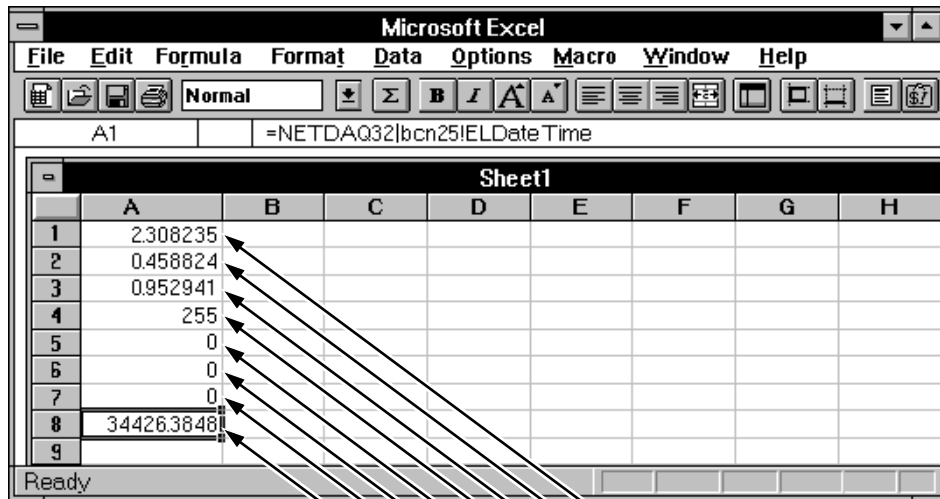 Microsoft Excel
File Edit Formula Format Data Options Macro Window Help
Normal Σ B I A A $7
A1 =NETDAQ32|bcn25!ELDateTime
Sheet1
A B C D E F G H
1 2.308235
2 0.458824
3 0.952941
4 255
5 0
6 0
7 0
8 34426.3848
9
Ready